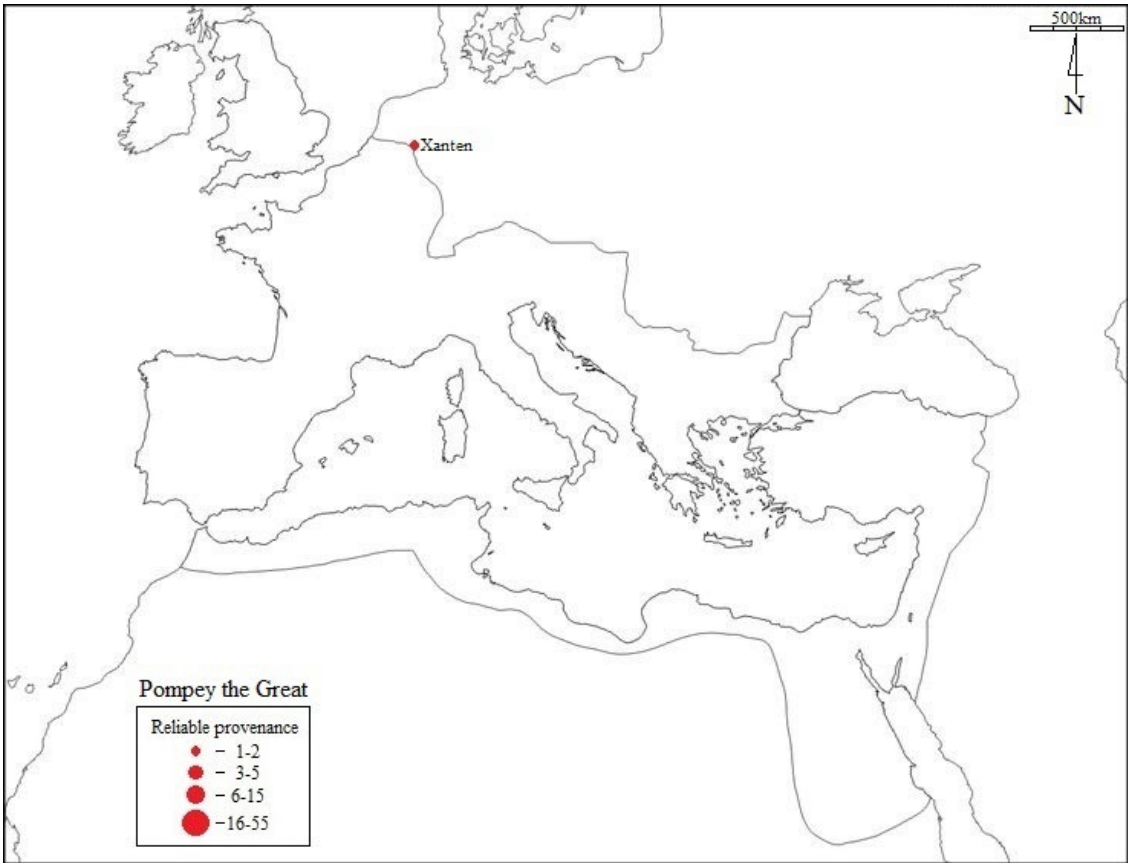 500km
N
Xanten
Pompey the Great
Reliable provenance
– 1-2
– 3-5
– 6-15
–16-55